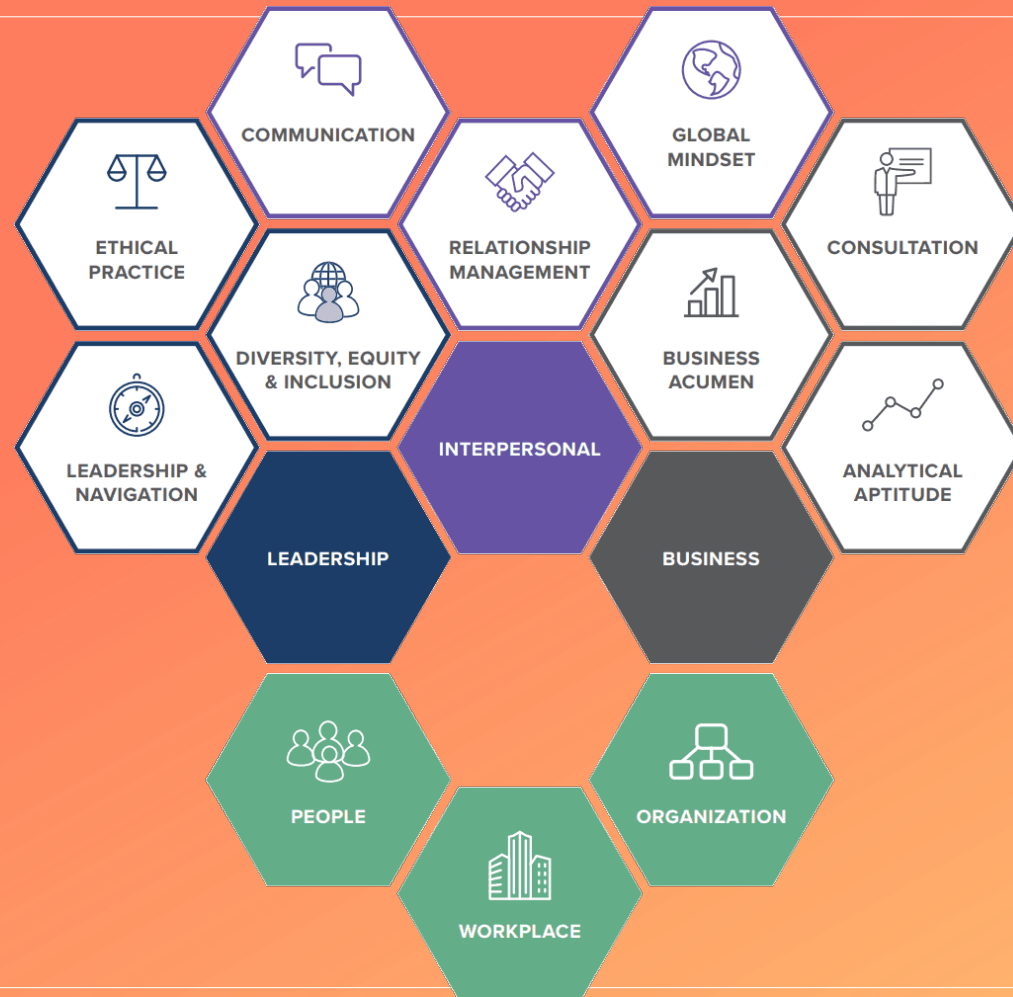 COMMUNICATION
GLOBAL
MINDSET
ETHICAL
PRACTICE
RELATIONSHIP
MANAGEMENT
CONSULTATION
DIVERSITY, EQUITY
& INCLUSION
BUSINESS
ACUMEN
LEADERSHIP &
NAVIGATION
INTERPERSONAL
ANALYTICAL
APTITUDE
LEADERSHIP
BUSINESS
PEOPLE
ORGANIZATION
WORKPLACE